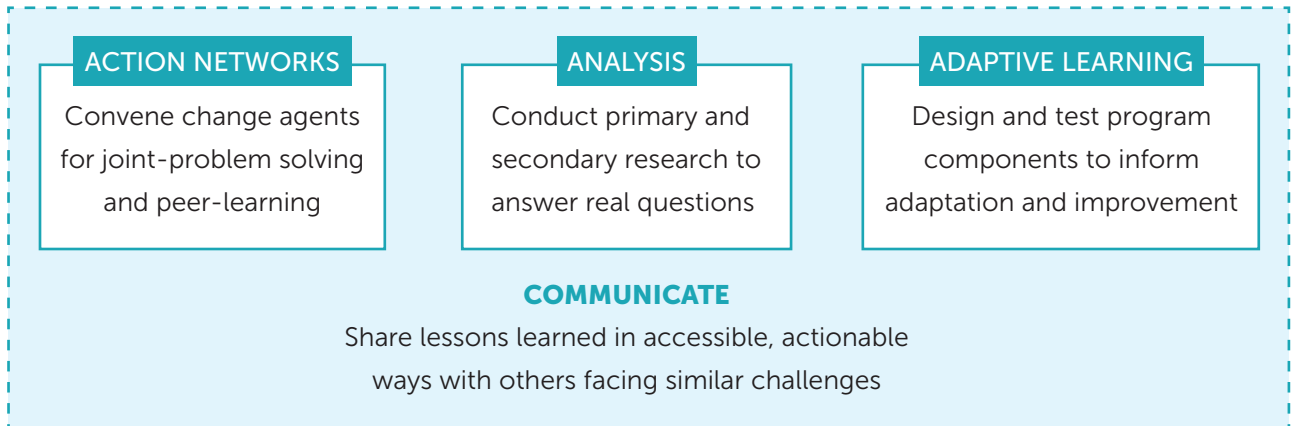 ACTION NETWORKS
Convene change agents
for joint-problem solving
and peer-learning
ANALYSIS
Conduct primary and
secondary research to
answer real questions
ADAPTIVE LEARNING
Design and test program
components to inform
adaptation and improvement
COMMUNICATE
Share lessons learned in accessible, actionable
ways with others facing similar challenges